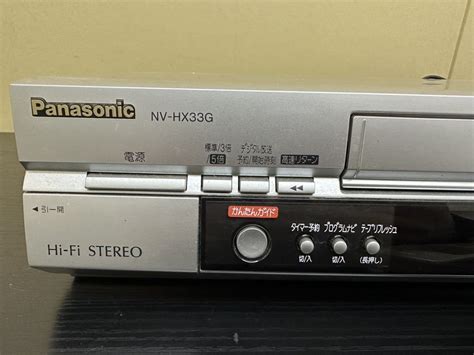 Panasonic
NV-HX33G
電源
標準/3倍
/5倍
デジタル放送
予約/開始時刻
高速リターン
◀◀
◀引一開
かんたんガイド
タイマー予約
切/入
プログラムナビ
切/入
テープリフレッシュ
(長押し)
Hi-Fi STEREO